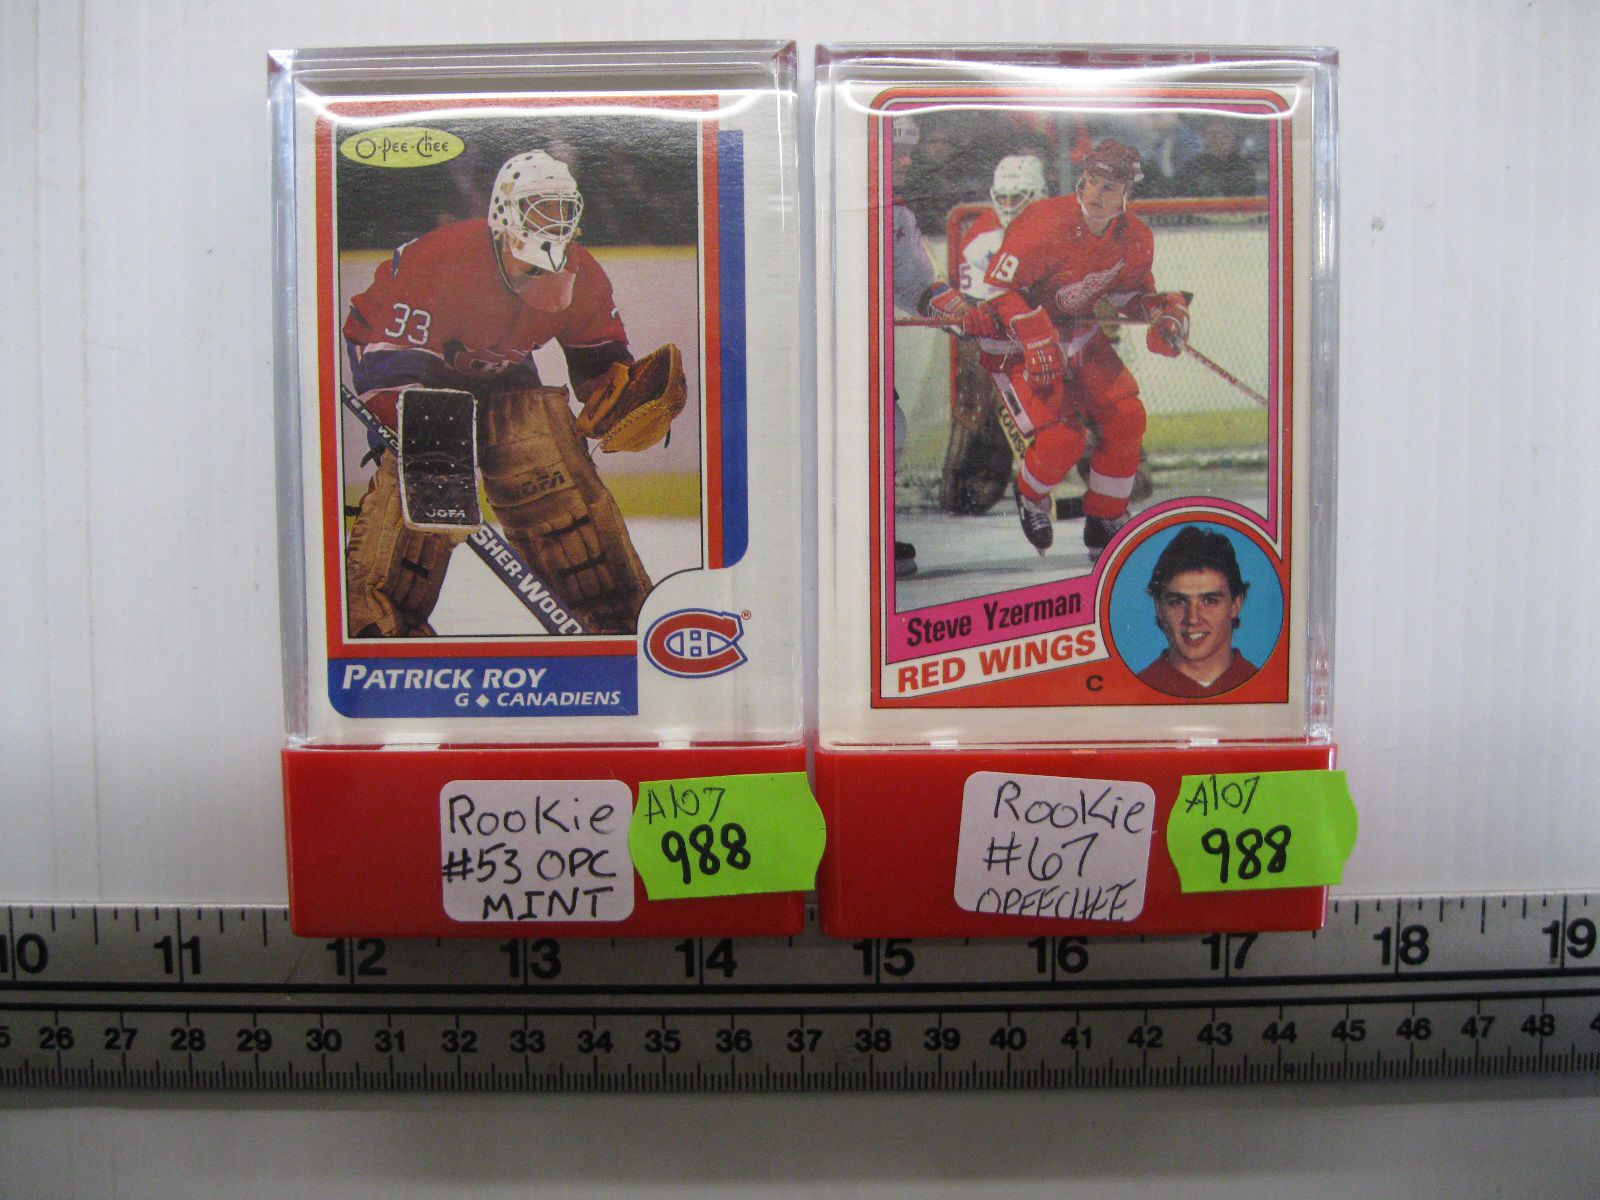 O-PEE-CHEE
33
GFA
JOFA
SHER-WOOD
PATRICK ROY
G ◆ CANADIENS
19
5
LOUIS
Steve Yzerman
RED WINGS
C
Rookie
#53 OPC
MINT
A107
988
Rookie
#67
OPEECHEE
A107
988
10 11 12 13 14 15 16 17 18 19
26 27 28 29 30 31 32 33 34 35 36 37 38 39 40 41 42 43 44 45 46 47 48